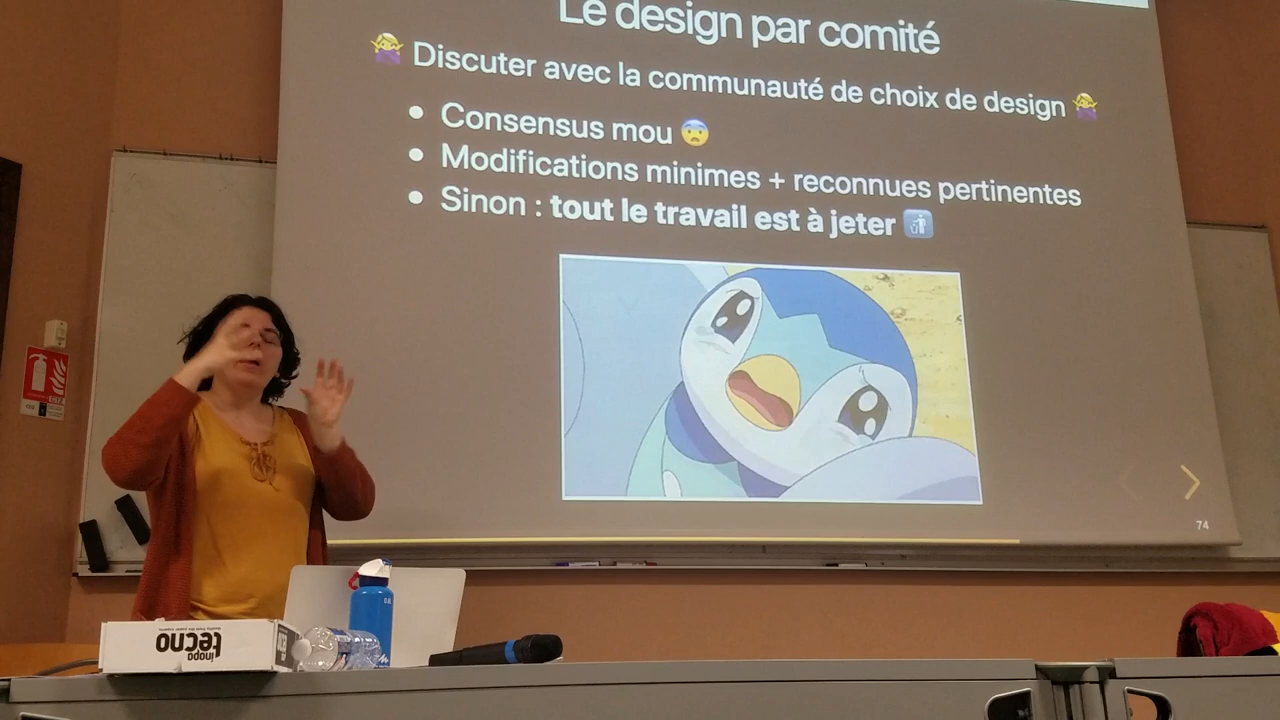 Le design par comité
🙅‍♀️ Discuter avec la communauté de choix de design 🙅‍♀️
• Consensus mou 😨
• Modifications minimes + reconnues pertinentes
• Sinon : tout le travail est à jeter 🚮
74
inapa
tecno